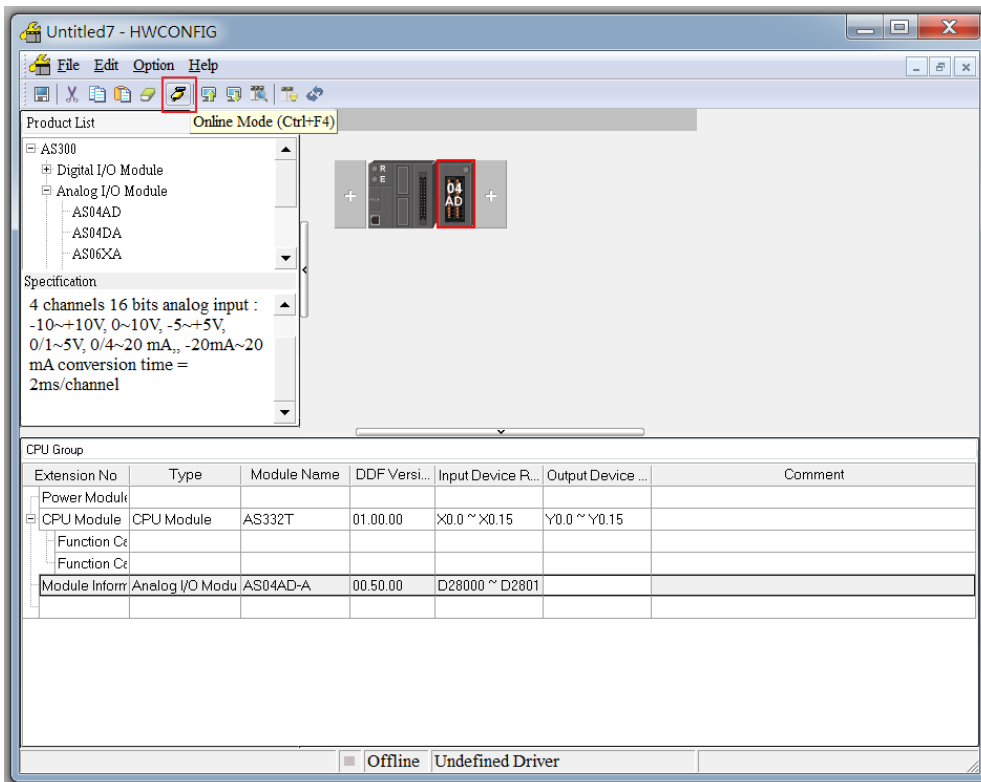 Untitled7 - HWCONFIG
File Edit Option Help
Online Mode (Ctrl+F4)
Product List
AS300
Digital I/O Module
Analog I/O Module
AS04AD
AS04DA
AS06XA
R
E
04
AD
Specification
4 channels 16 bits analog input :
-10~+10V, 0~10V, -5~+5V,
0/1~5V, 0/4~20 mA,, -20mA~20
mA conversion time =
2ms/channel
CPU Group
Extension No Type Module Name DDF Versi... Input Device R... Output Device ... Comment
Power Module
CPU Module CPU Module AS332T 01.00.00 X0.0 ~ X0.15 Y0.0 ~ Y0.15
Function Ca
Function Ca
Module Inform Analog I/O Modu AS04AD-A 00.50.00 D28000 ~ D2801
Offline Undefined Driver